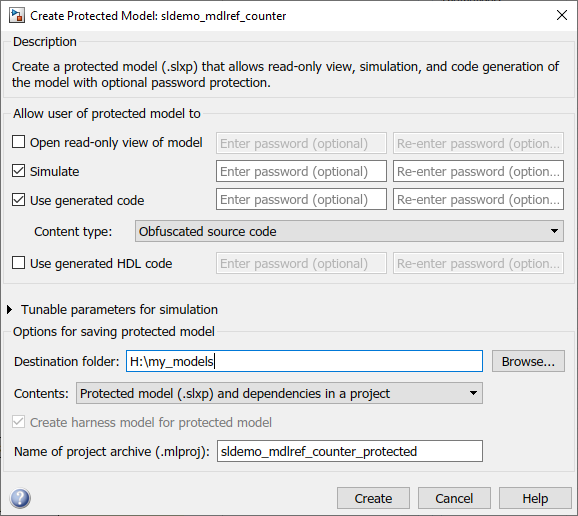 Create Protected Model: sldemo_mdlref_counter
Description
Create a protected model (.slxp) that allows read-only view, simulation, and code generation of
the model with optional password protection.
Allow user of protected model to
Open read-only view of model Enter password (optional) Re-enter password (option...
Simulate Enter password (optional) Re-enter password (option...
Use generated code Enter password (optional) Re-enter password (option...
Content type: Obfuscated source code
Use generated HDL code Enter password (optional) Re-enter password (option...
Tunable parameters for simulation
Options for saving protected model
Destination folder: H:\my_models Browse...
Contents: Protected model (.slxp) and dependencies in a project
Create harness model for protected model
Name of project archive (.mlproj): sldemo_mdlref_counter_protected
? Create Cancel Help